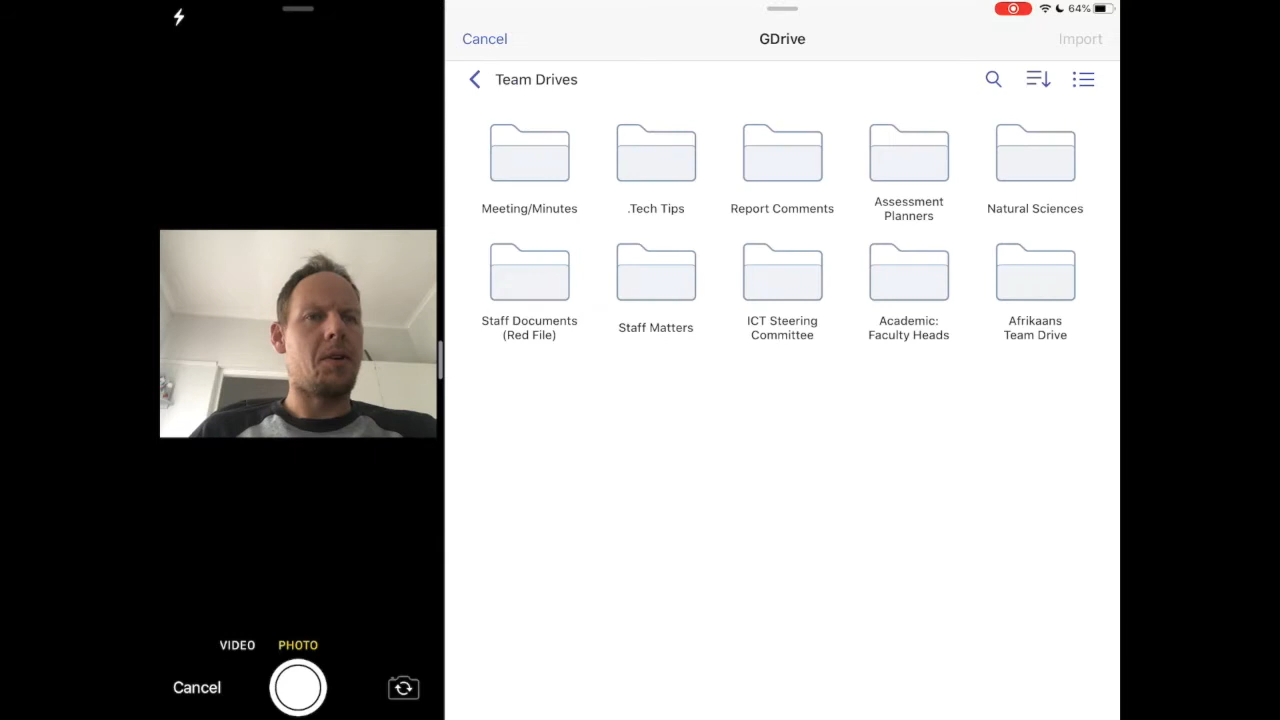 64%
Cancel
GDrive
Import
Team Drives
Meeting/Minutes
.Tech Tips
Report Comments
Assessment
Planners
Natural Sciences
Staff Documents
(Red File)
Staff Matters
ICT Steering
Committee
Academic:
Faculty Heads
Afrikaans
Team Drive
VIDEO
PHOTO
Cancel